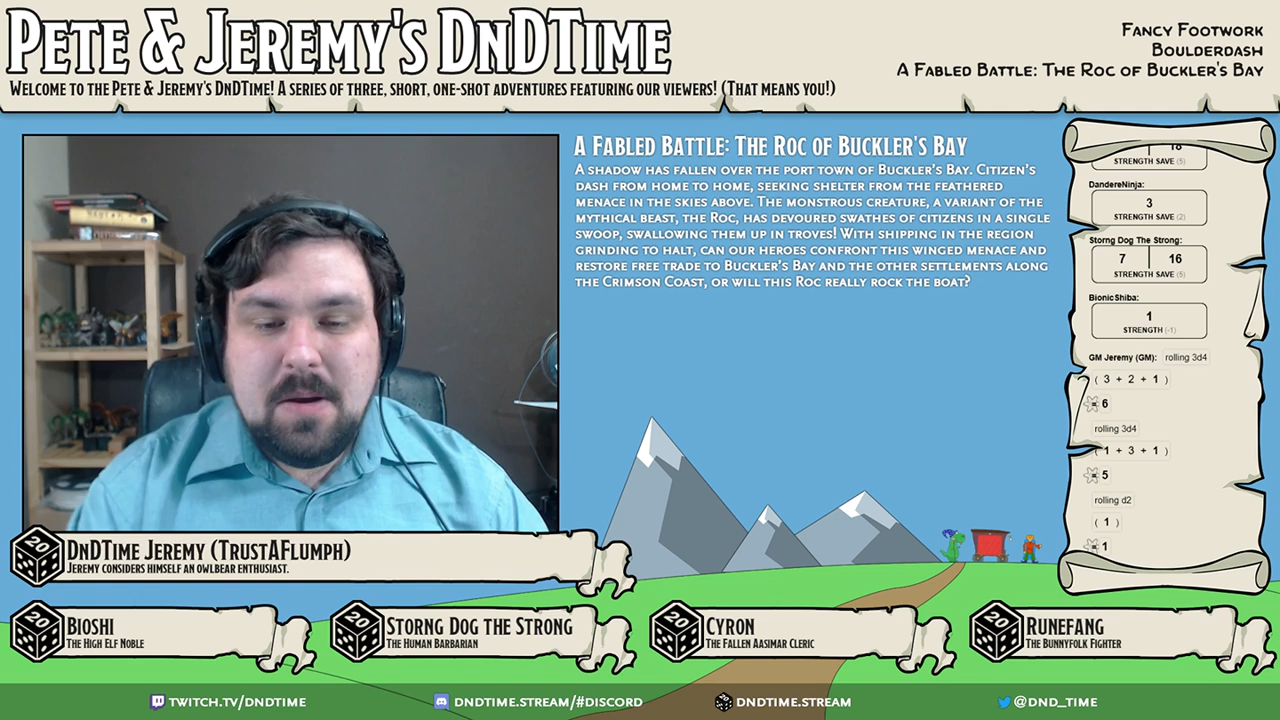 Pete & Jeremy's DnDTime
Welcome to the Pete & Jeremy's DnDTime! A series of three, short, one-shot adventures featuring our viewers! (That means you!)
Fancy Footwork
Boulderdash
A Fabled Battle: The Roc of Buckler's Bay
A Fabled Battle: The Roc of Buckler's Bay
A shadow has fallen over the port town of Buckler's Bay. Citizen's
dash from home to home, seeking shelter from the feathered
menace in the skies above. The monstrous creature, a variant of the
mythical beast, the Roc, has devoured swathes of citizens in a single
swoop, swallowing them up in troves! With shipping in the region
grinding to halt, can our heroes confront this winged menace and
restore free trade to Buckler's Bay and the other settlements along
the Crimson Coast, or will this Roc really rock the boat?
18
STRENGTH SAVE (5)
DandereNinja:
3
STRENGTH SAVE (2)
Storng Dog The Strong:
7 | 16
STRENGTH SAVE (5)
BionicShiba:
1
STRENGTH (-1)
GM Jeremy (GM): rolling 3d4
( 3 + 2 + 1 )
= 6
rolling 3d4
( 1 + 3 + 1 )
= 5
rolling d2
( 1 )
= 1
DnDTime Jeremy (TrustAFlumph)
Jeremy considers himself an owlbear enthusiast.
Bioshi
The High Elf Noble
Storng Dog the Strong
The Human Barbarian
Cyron
The Fallen Aasimar Cleric
Runefang
The Bunnyfolk Fighter
twitch.tv/dndtime
dndtime.stream/#discord
dndtime.stream
@dnd_time